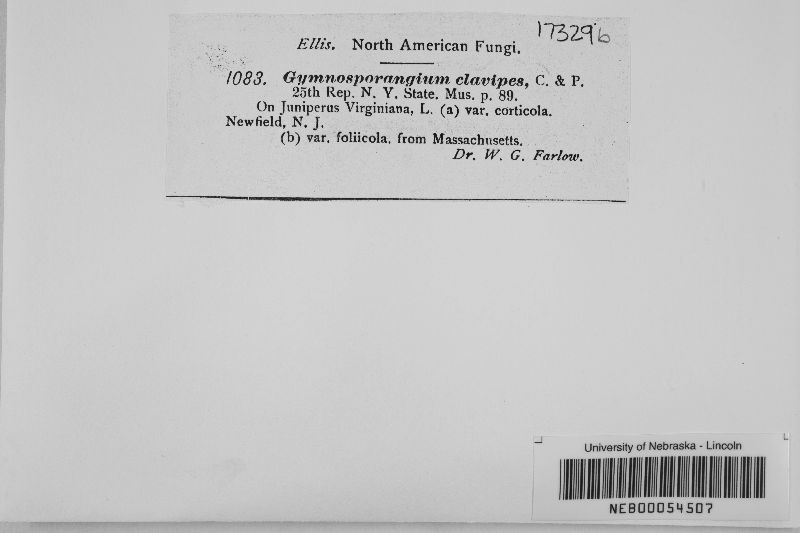 173296
Ellis. North American Fungi.
1083. Gymnosporangium clavipes, C. & P.
25th Rep. N. Y. State. Mus. p. 89.
On Juniperus Virginiana, L. (a) var. corticola.
Newfield, N. J.
(b) var. foliicola, from Massachusetts.
Dr. W. G. Farlow.
University of Nebraska - Lincoln
NEB00054507